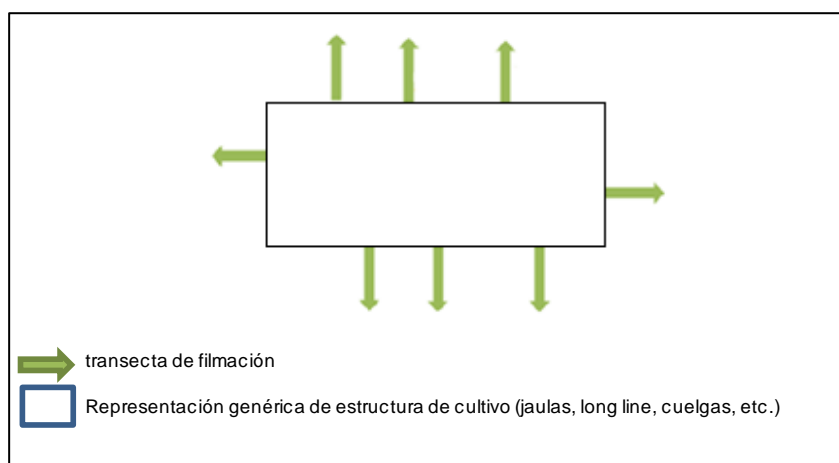 transecta de filmación
Representación genérica de estructura de cultivo (jaulas, long line, cuelgas, etc.)